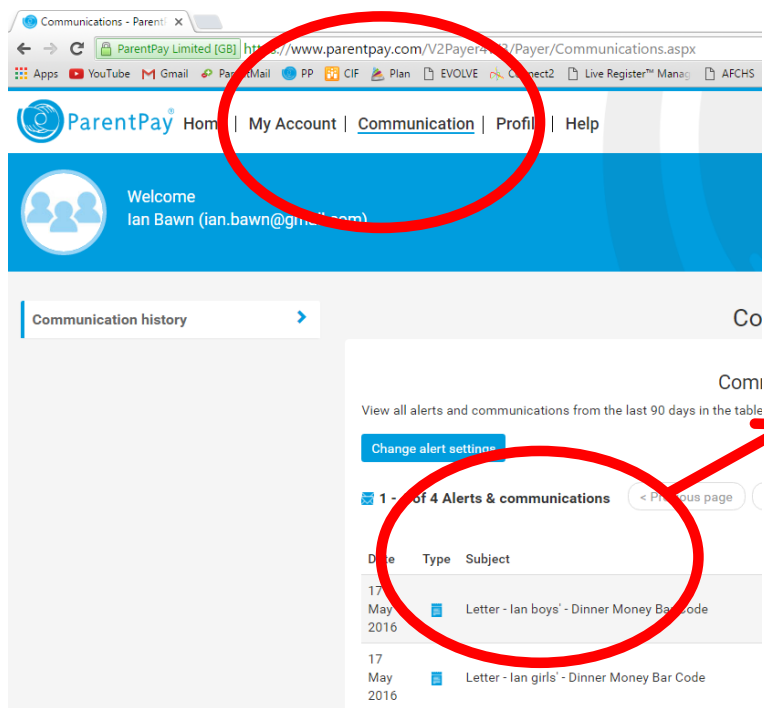 Communications - Parent
ParentPay Limited [GB] https://www.parentpay.com/V2Payer4W3/Payer/Communications.aspx
Apps YouTube Gmail ParentMail PP CIF Plan EVOLVE Connect2 Live Register™ Manag AFCHS
ParentPay® Home | My Account | Communication | Profile | Help
Welcome
Ian Bawn (ian.bawn@gmail.com)
Communication history
Co
Comm
View all alerts and communications from the last 90 days in the table
Change alert settings
1 - 4 of 4 Alerts & communications < Previous page
Date Type Subject
17
May
2016
Letter - Ian boys' - Dinner Money Bar Code
17
May
2016
Letter - Ian girls' - Dinner Money Bar Code